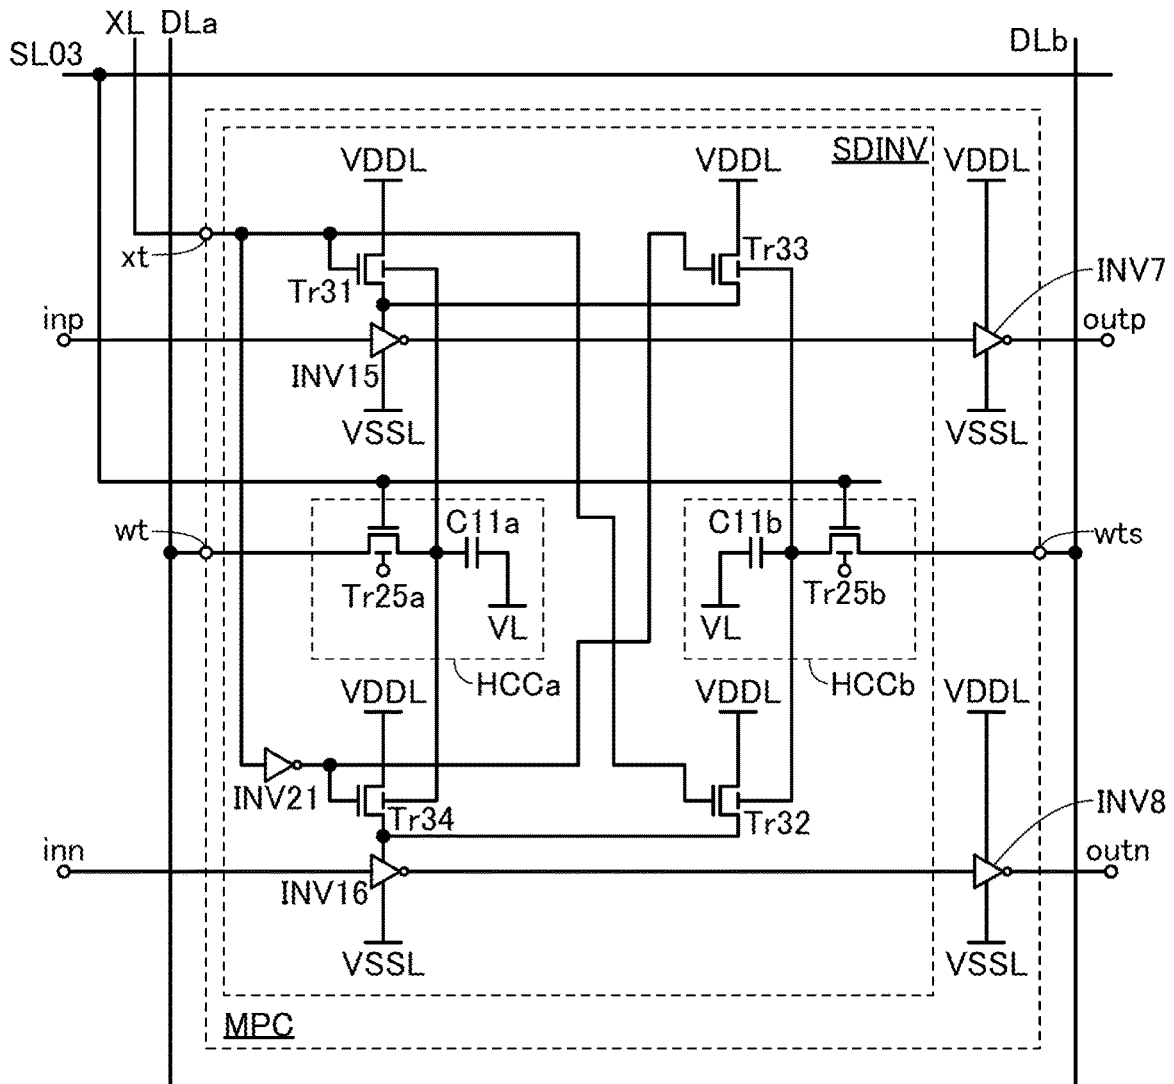 XL DLa
DLb
SL03
SDINV
VDDL VDDL VDDL
xt
Tr31
Tr33
INV7
inp
outp
INV15
VSSL
VSSL
wt
C11a
C11b
wts
Tr25a
Tr25b
VL
VL
HCCa
HCCb
VDDL VDDL VDDL
INV21
Tr34
Tr32
INV8
inn
outn
INV16
VSSL
VSSL
MPC